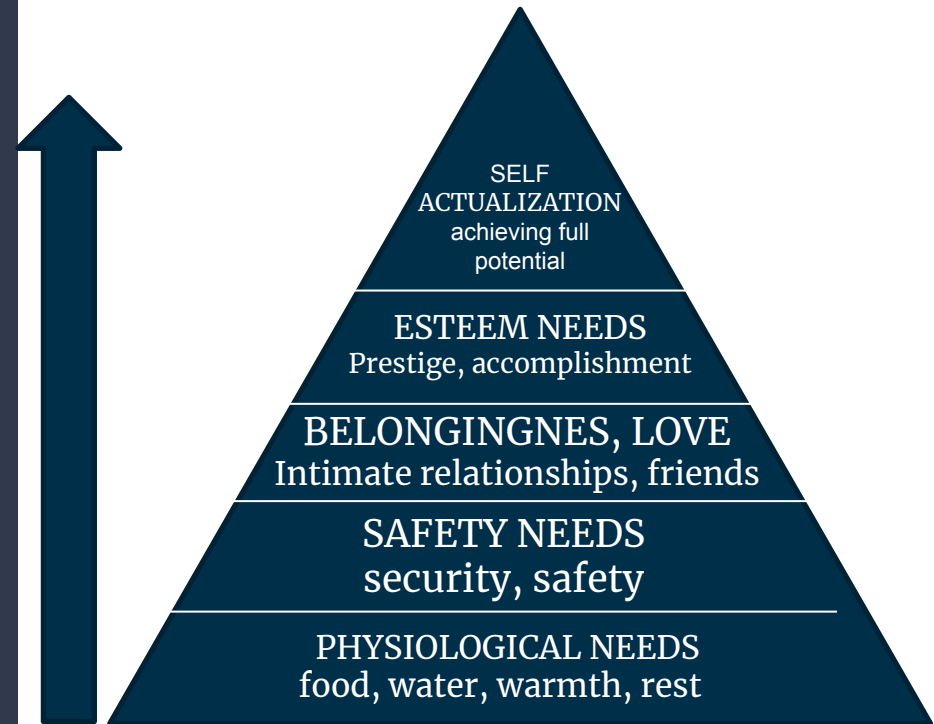 SELF
ACTUALIZATION
achieving full
potential
ESTEEM NEEDS
Prestige, accomplishment
BELONGINGNES, LOVE
Intimate relationships, friends
SAFETY NEEDS
security, safety
PHYSIOLOGICAL NEEDS
food, water, warmth, rest